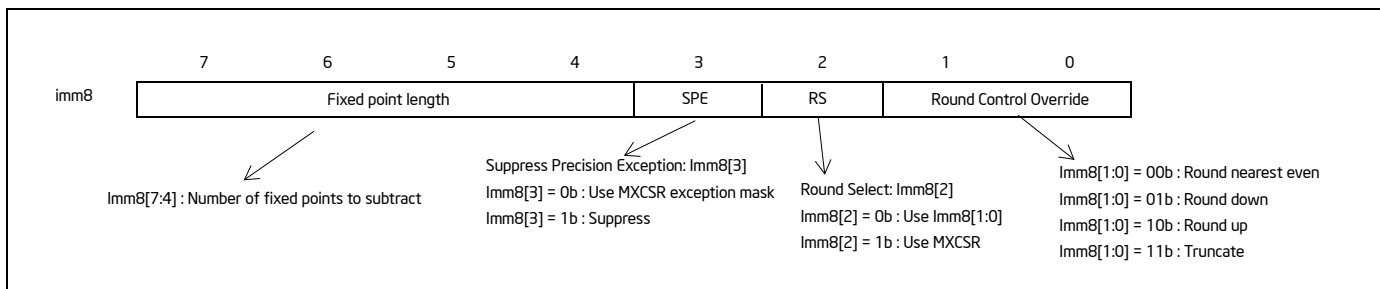 7 6 5 4 3 2 1 0
imm8 Fixed point length SPE RS Round Control Override
Imm8[7:4] : Number of fixed points to subtract
Suppress Precision Exception: Imm8[3]
Imm8[3] = 0b : Use MXCSR exception mask
Imm8[3] = 1b : Suppress
Round Select: Imm8[2]
Imm8[2] = 0b : Use Imm8[1:0]
Imm8[2] = 1b : Use MXCSR
Imm8[1:0] = 00b : Round nearest even
Imm8[1:0] = 01b : Round down
Imm8[1:0] = 10b : Round up
Imm8[1:0] = 11b : Truncate